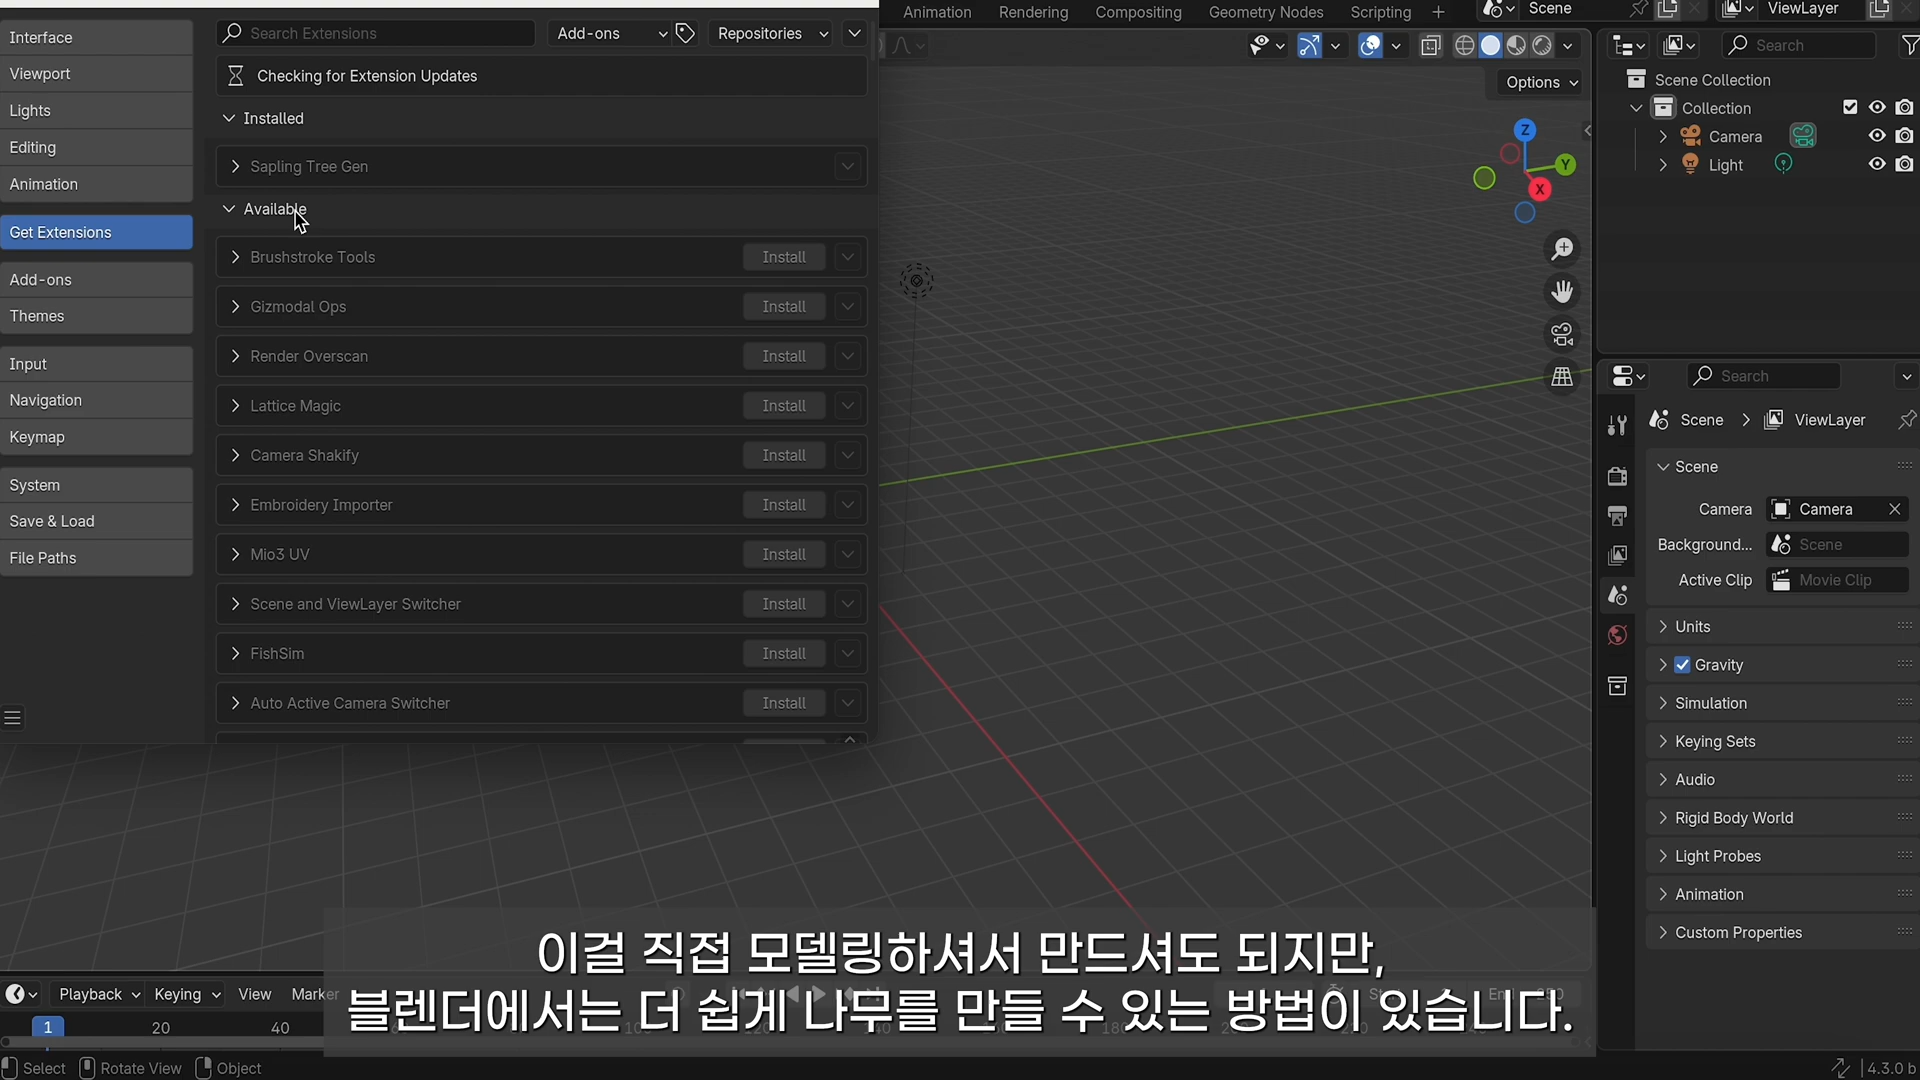 Animation
Rendering
Compositing
Geometry Nodes
Scripting
Scene
ViewLayer
Interface
Viewport
Lights
Editing
Animation
Get Extensions
Add-ons
Themes
Input
Navigation
Keymap
System
Save & Load
File Paths
Search Extensions
Add-ons
Repositories
Checking for Extension Updates
Installed
Sapling Tree Gen
Available
Brushstroke Tools Install
Gizmodal Ops Install
Render Overscan Install
Lattice Magic Install
Camera Shakify Install
Embroidery Importer Install
Mio3 UV Install
Scene and ViewLayer Switcher Install
FishSim Install
Auto Active Camera Switcher Install
Options
Z
Y
X
Search
Scene Collection
Collection
Camera
Light
Search
Scene > ViewLayer
Scene
Camera Camera
Background... Scene
Active Clip Movie Clip
Units
Gravity
Simulation
Keying Sets
Audio
Rigid Body World
Light Probes
Animation
Custom Properties
이걸 직접 모델링하셔서 만드셔도 되지만,
블렌더에서는 더 쉽게 나무를 만들 수 있는 방법이 있습니다.
Playback
Keying
View
Marker
1 20 40
Select
Rotate View
Object
4.3.0 b